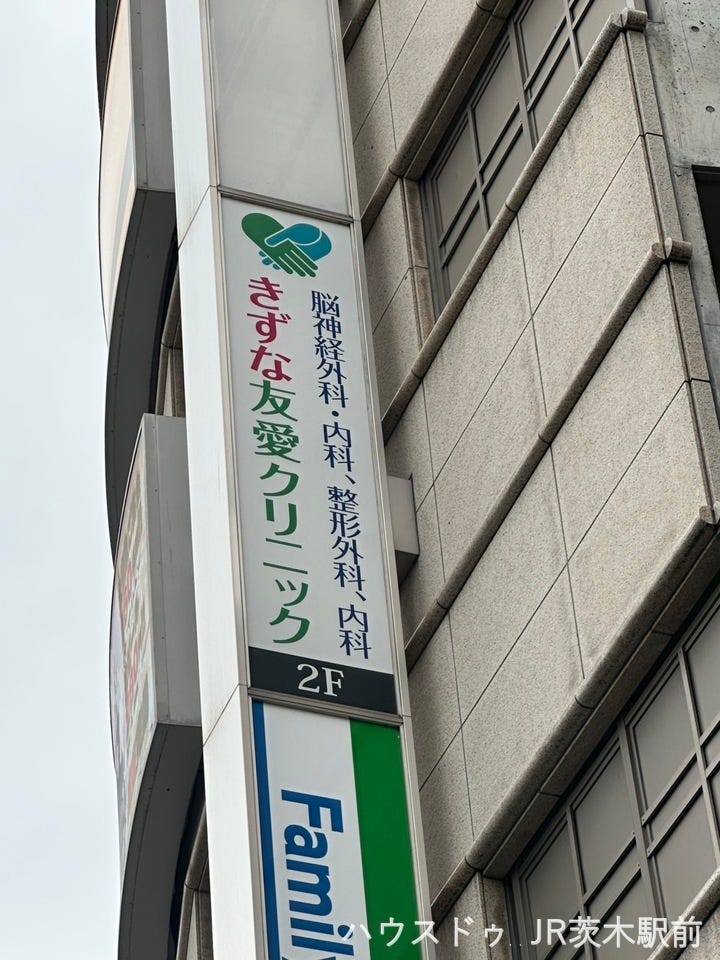 脳神経外科・内科、整形外科、内科
きずな友愛クリニック
2F
Family
ハウスドゥ JR茨木駅前